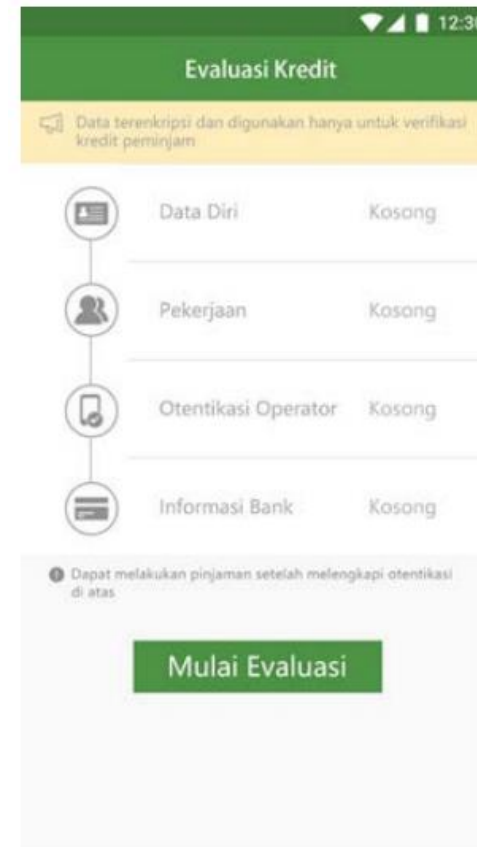 12:30
Evaluasi Kredit
Data terenkripsi dan digunakan hanya untuk verifikasi
kredit peminjam
Data Diri Kosong
Pekerjaan Kosong
Otentikasi Operator Kosong
Informasi Bank Kosong
Dapat melakukan pinjaman setelah melengkapi otentikasi
di atas
Mulai Evaluasi